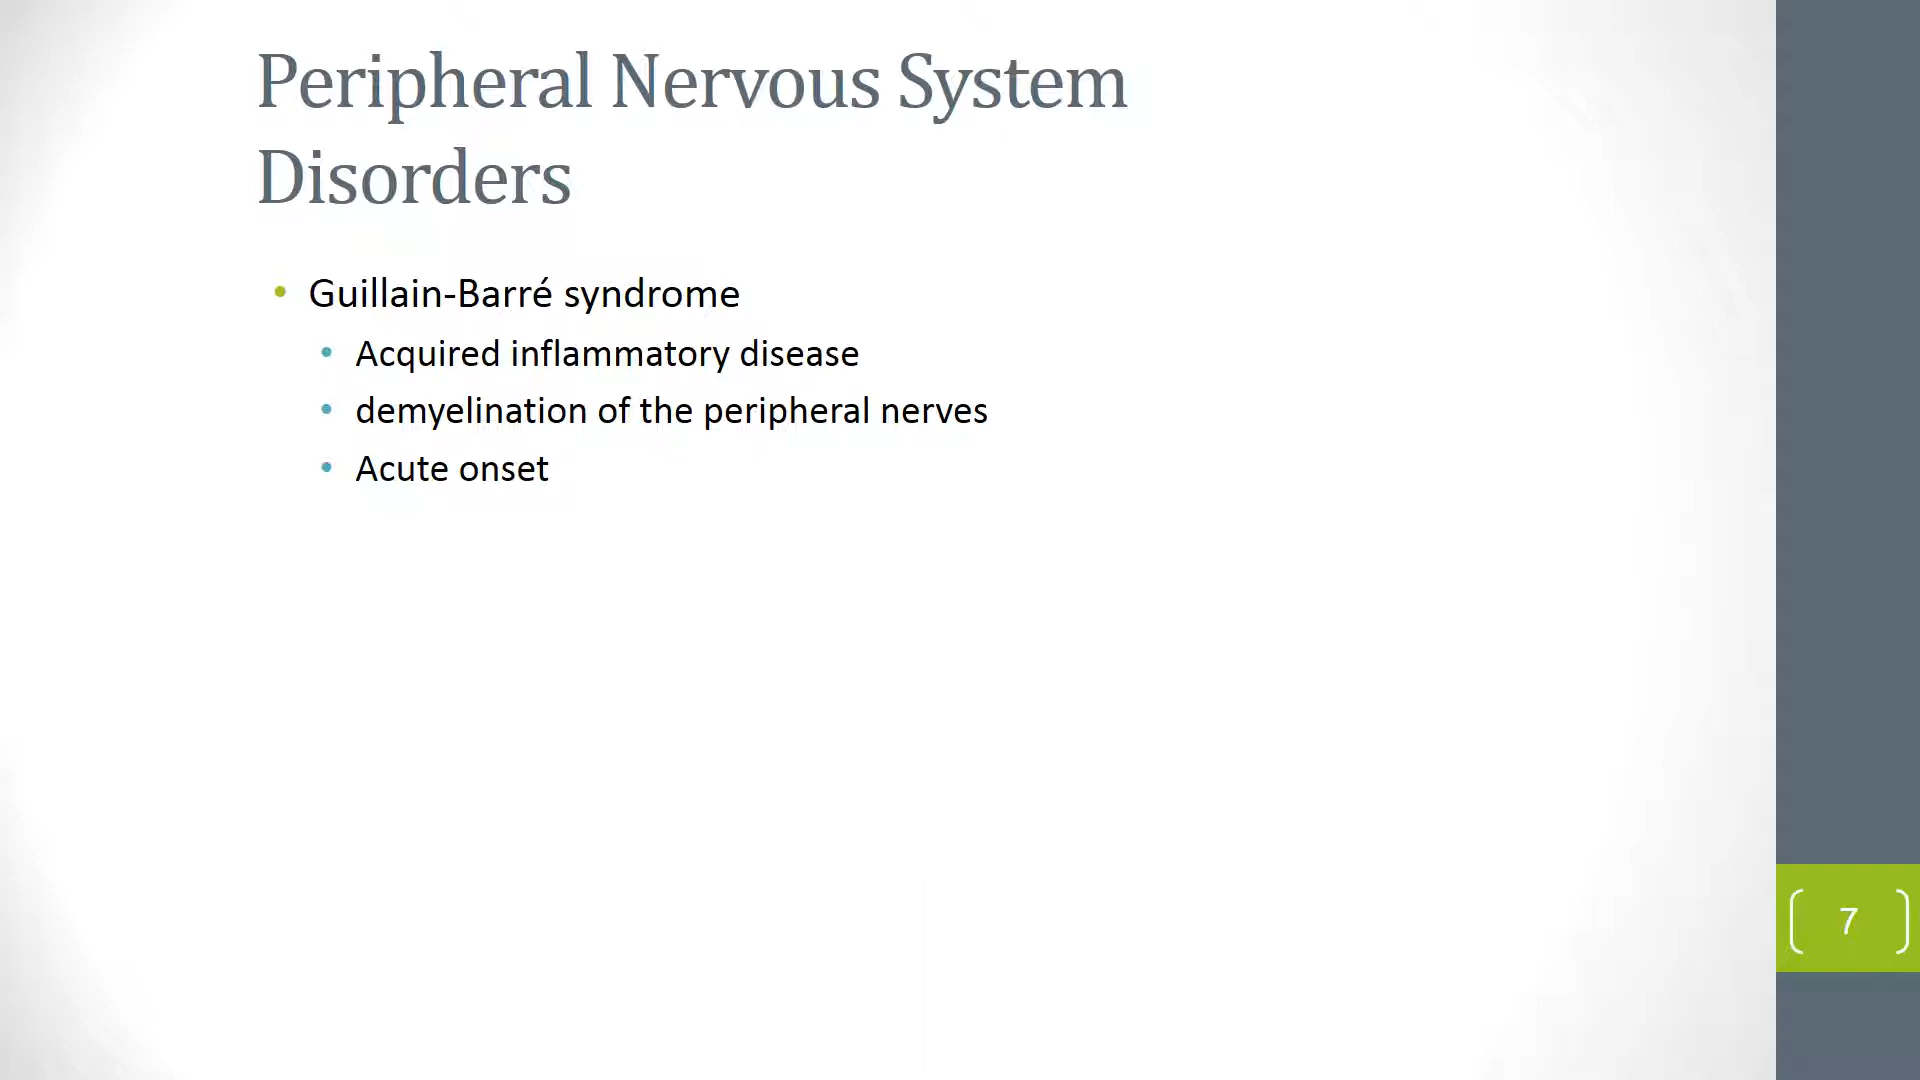 Peripheral Nervous System
Disorders
• Guillain-Barré syndrome
• Acquired inflammatory disease
• demyelination of the peripheral nerves
• Acute onset
7